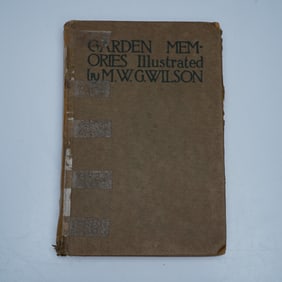 GARDEN MEM-
ORIES Illustrated
by M.W.G.WILSON